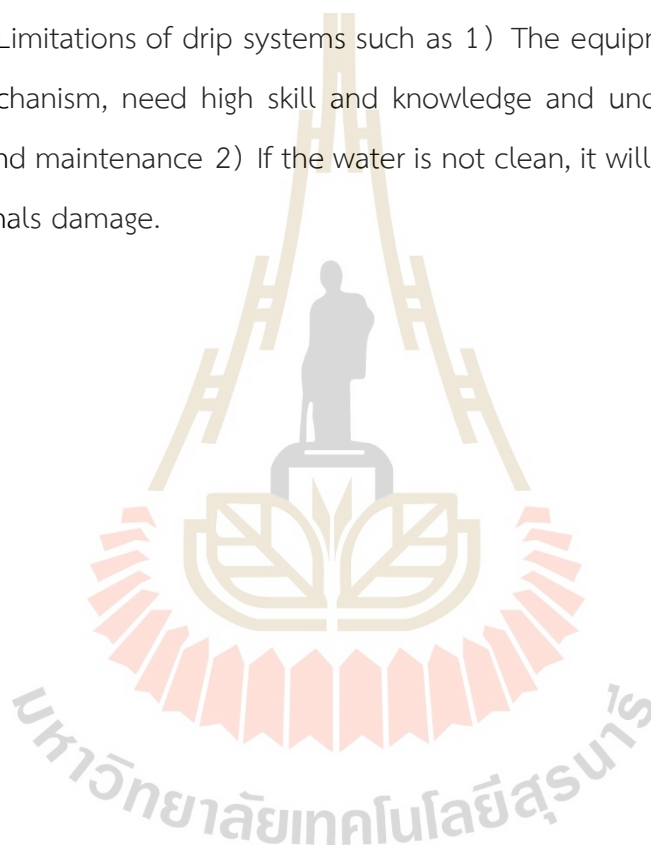 Limitations of drip systems such as 1) The equipr
chanism, need high skill and knowledge and unc
nd maintenance 2) If the water is not clean, it will
nals damage.
มหาวิทยาลัยเทคโนโลยีสุรนารี